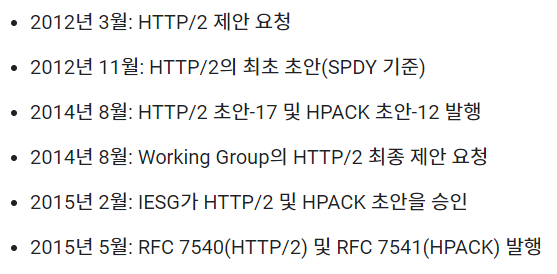 • 2012년 3월: HTTP/2 제안 요청
• 2012년 11월: HTTP/2의 최초 초안(SPDY 기준)
• 2014년 8월: HTTP/2 초안-17 및 HPACK 초안-12 발행
• 2014년 8월: Working Group의 HTTP/2 최종 제안 요청
• 2015년 2월: IESG가 HTTP/2 및 HPACK 초안을 승인
• 2015년 5월: RFC 7540(HTTP/2) 및 RFC 7541(HPACK) 발행